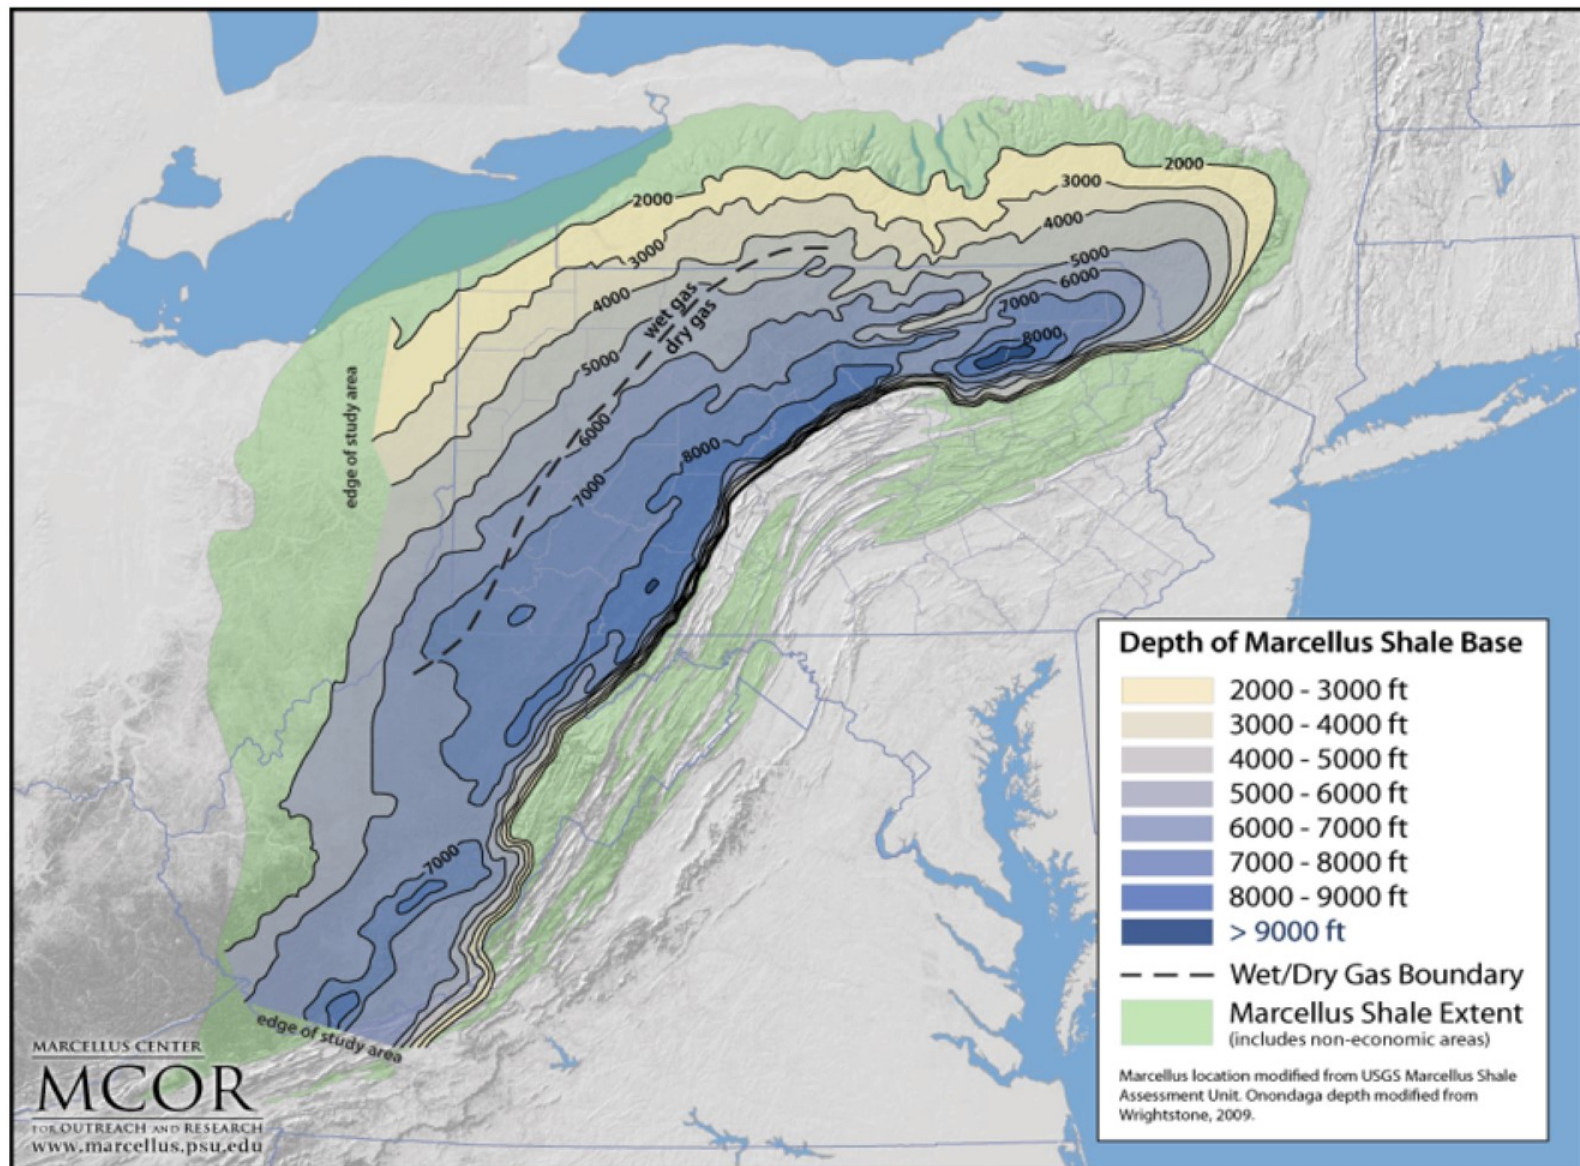 2000
2000
3000
3000
4000
4000
5000
5000
6000
7000
8000
wet gas
dry gas
6000
7000
8000
7000
edge of study area
edge of study area
Depth of Marcellus Shale Base
2000 - 3000 ft
3000 - 4000 ft
4000 - 5000 ft
5000 - 6000 ft
6000 - 7000 ft
7000 - 8000 ft
8000 - 9000 ft
> 9000 ft
Wet/Dry Gas Boundary
Marcellus Shale Extent
(includes non-economic areas)
Marcellus location modified from USGS Marcellus Shale
Assessment Unit. Onondaga depth modified from
Wrightstone, 2009.
MARCELLUS CENTER
MCOR
FOR OUTREACH AND RESEARCH
www.marcellus.psu.edu